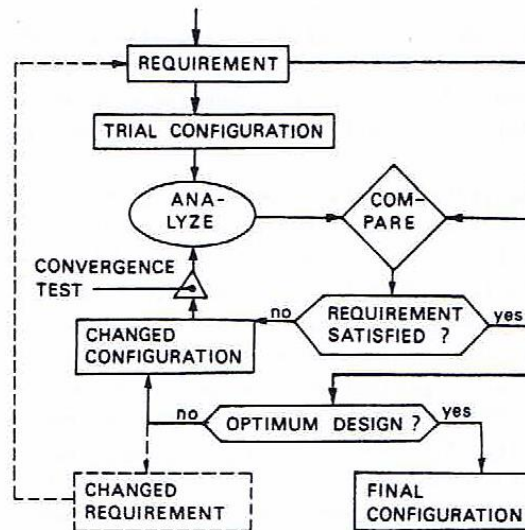 REQUIREMENT
TRIAL CONFIGURATION
ANA-
LYZE
COM-
PARE
CONVERGENCE
TEST
CHANGED
CONFIGURATION
no
REQUIREMENT
SATISFIED ?
yes
no
OPTIMUM DESIGN ?
yes
CHANGED
REQUIREMENT
FINAL
CONFIGURATION